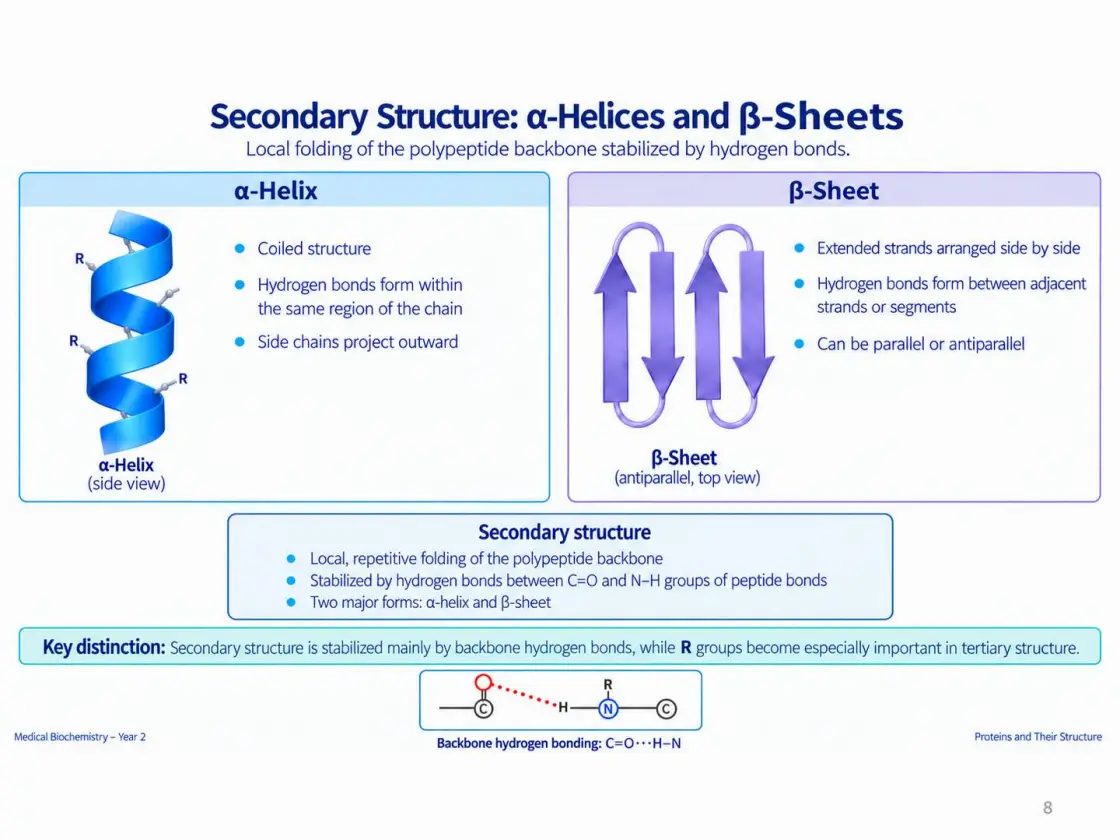 Secondary Structure: α-Helices and β-Sheets
Local folding of the polypeptide backbone stabilized by hydrogen bonds.
α-Helix
R
R
R
α-Helix
(side view)
Coiled structure
Hydrogen bonds form within
the same region of the chain
Side chains project outward
β-Sheet
β-Sheet
(antiparallel, top view)
Extended strands arranged side by side
Hydrogen bonds form between adjacent
strands or segments
Can be parallel or antiparallel
Secondary structure
Local, repetitive folding of the polypeptide backbone
Stabilized by hydrogen bonds between C=O and N–H groups of peptide bonds
Two major forms: α-helix and β-sheet
Key distinction: Secondary structure is stabilized mainly by backbone hydrogen bonds, while R groups become especially important in tertiary structure.
R
C H N C
Backbone hydrogen bonding: C=O···H–N
Medical Biochemistry – Year 2
Proteins and Their Structure
8